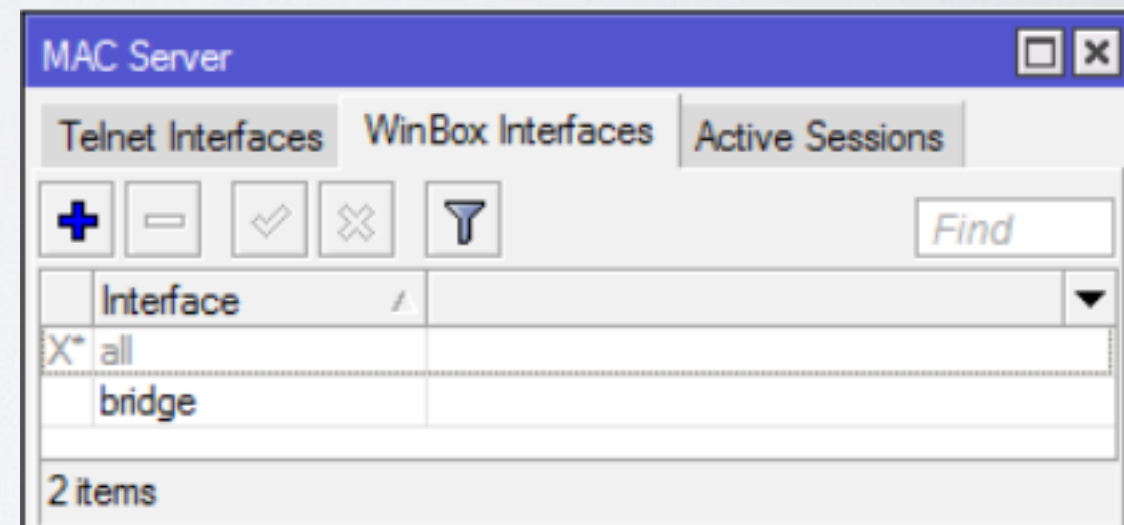 MAC Server
Telnet Interfaces WinBox Interfaces Active Sessions
Find
Interface
X* all
bridge
2 items